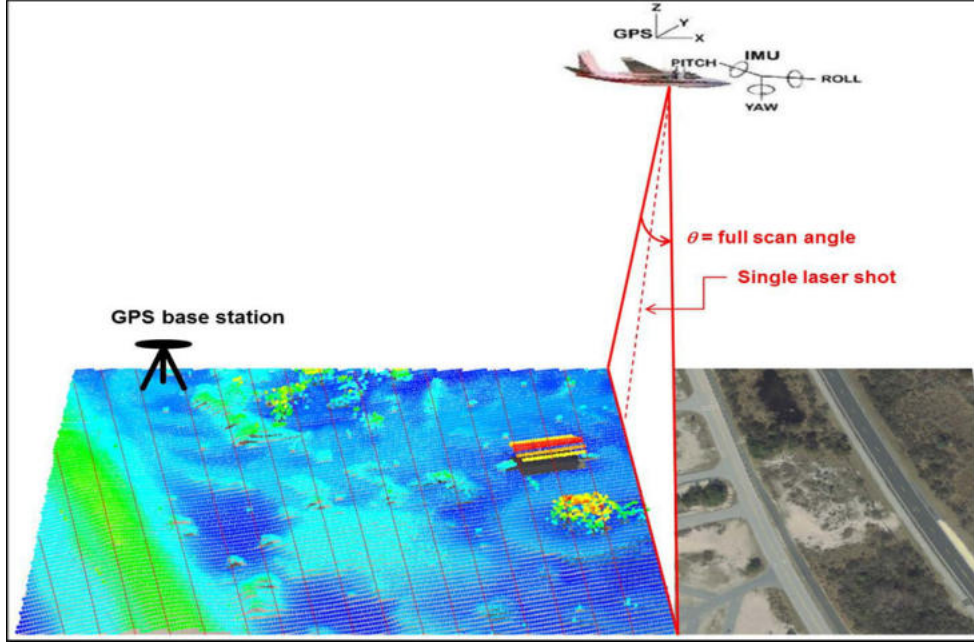 Z
Y
GPS
X
IMU
PITCH
ROLL
YAW
θ = full scan angle
Single laser shot
GPS base station